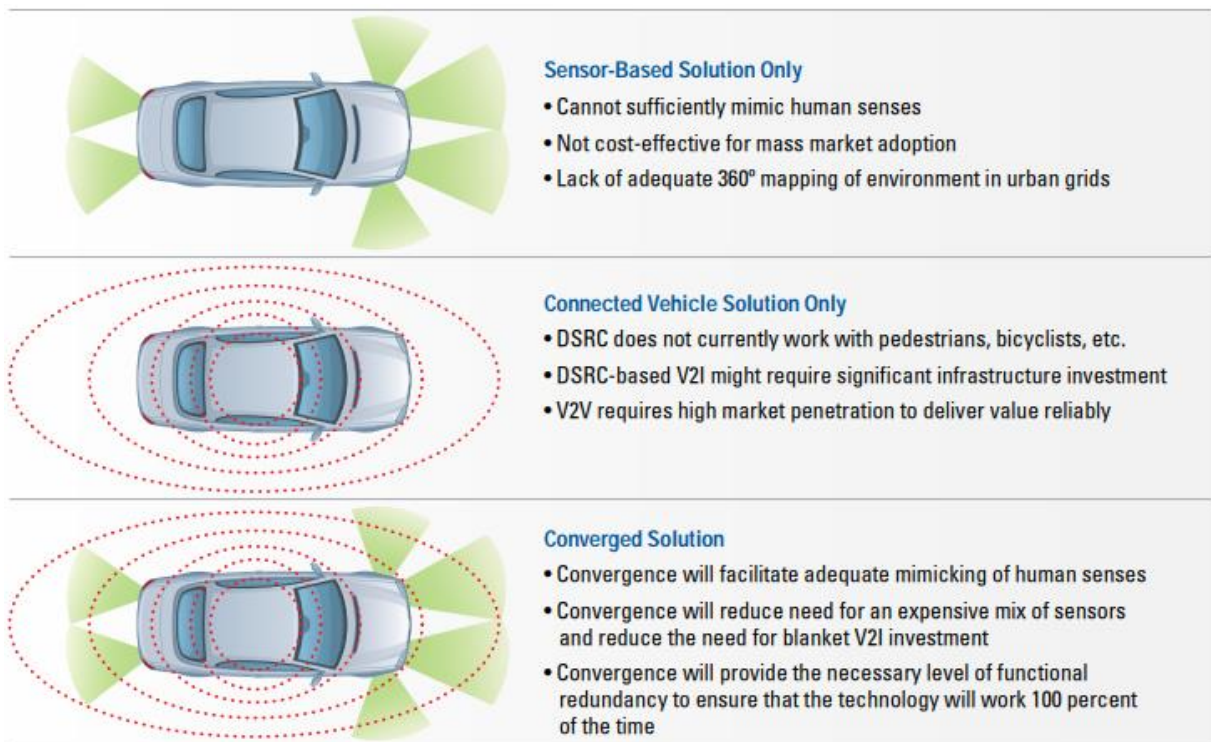 Sensor-Based Solution Only
• Cannot sufficiently mimic human senses
• Not cost-effective for mass market adoption
• Lack of adequate 360º mapping of environment in urban grids
Connected Vehicle Solution Only
• DSRC does not currently work with pedestrians, bicyclists, etc.
• DSRC-based V2I might require significant infrastructure investment
• V2V requires high market penetration to deliver value reliably
Converged Solution
• Convergence will facilitate adequate mimicking of human senses
• Convergence will reduce need for an expensive mix of sensors
and reduce the need for blanket V2I investment
• Convergence will provide the necessary level of functional
redundancy to ensure that the technology will work 100 percent
of the time